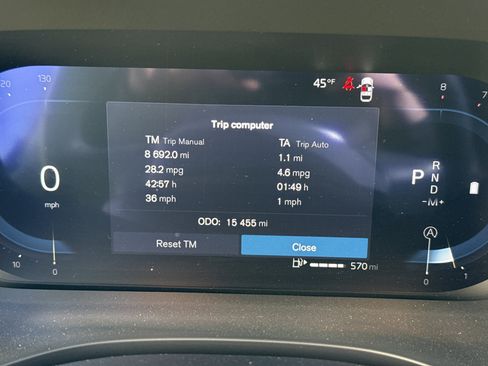 45°F
120
130
8
7
Trip computer
TM Trip Manual
TA Trip Auto
8 692.0 mi
1.1 mi
28.2 mpg
4.6 mpg
42:57 h
01:49 h
36 mph
1 mph
ODO: 15 455 mi
Reset TM
Close
0
mph
P
R
N
D
-M+
A
10
0
0
1
570 mi